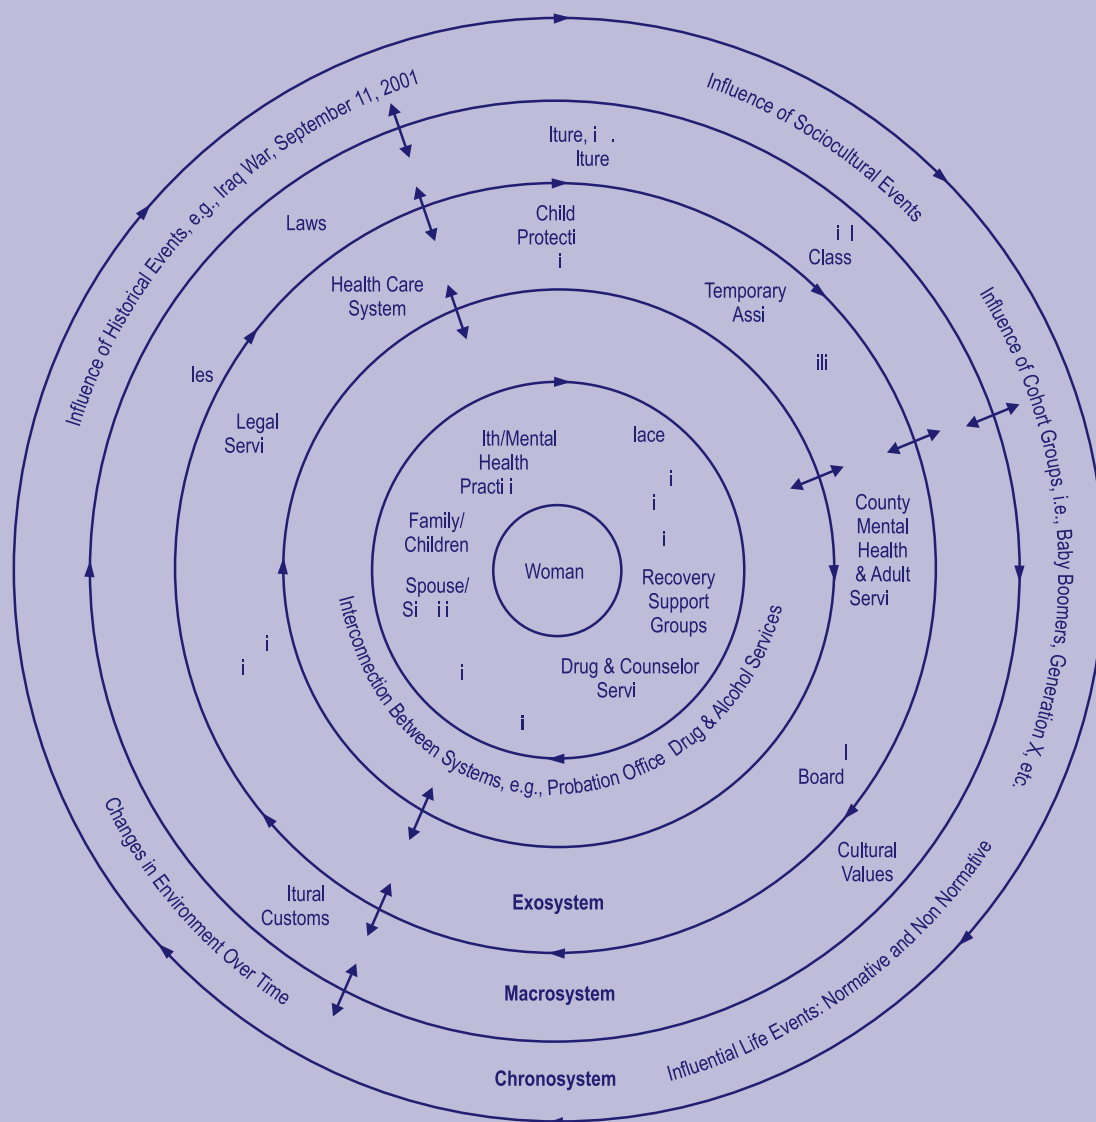 Influence of Historical Events, e.g., Iraq War, September 11, 2001
Influence of Sociocultural Events
Influence of Cohort Groups, i.e., Baby Boomers, Generation X, etc.
Influential Life Events: Normative and Non Normative
Changes in Environment Over Time
Chronosystem
lture, i .
lture
Laws
i l
Class
les
Cultural
Values
ltural
Customs
Macrosystem
Child
Protecti
i
Health Care
System
Temporary
Assi
ili
Legal
Servi
County
Mental
Health
& Adult
Servi
i
i
l
Board
Exosystem
Interconnection Between Systems, e.g., Probation Office Drug & Alcohol Services
lth/Mental
Health
Practi i
lace
i
i
i
Family/
Children
Spouse/
Si i i
Woman
Recovery
Support
Groups
i
Drug & Counselor
Servi
i